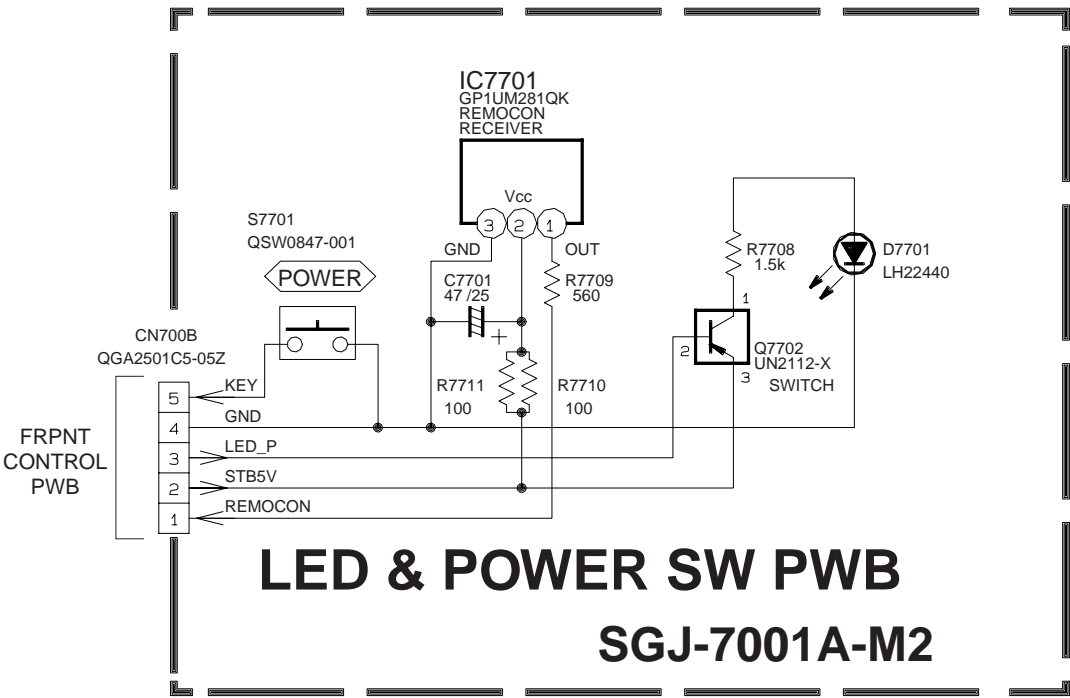 IC7701
GP1UM281QK
REMOCON
RECEIVER
Vcc
3
2
1
GND
OUT
S7701
QSW0847-001
POWER
C7701
47 /25
+
R7709
560
R7708
1.5k
D7701
LH22440
1
2
3
Q7702
UN2112-X
SWITCH
CN700B
QGA2501C5-05Z
R7711
100
R7710
100
FRPNT
CONTROL
PWB
5
KEY
4
GND
3
LED_P
2
STB5V
1
REMOCON
LED & POWER SW PWB
SGJ-7001A-M2